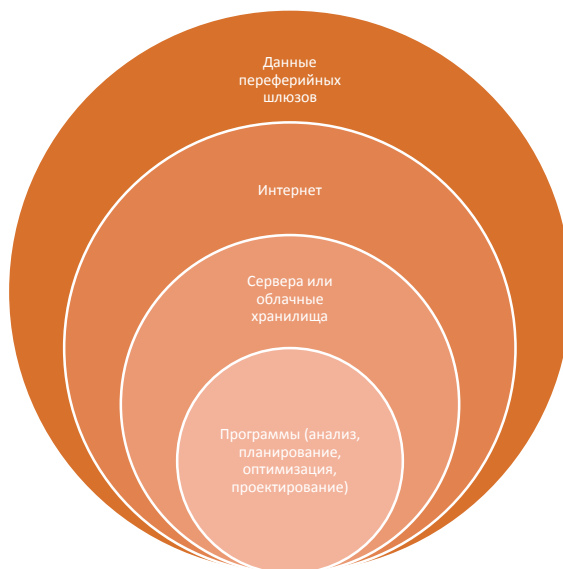 Данные
переферийных
шлюзов
Интернет
Сервера или
облачные
хранилища
Программы (анализ,
планирование,
оптимизация,
проектирование)